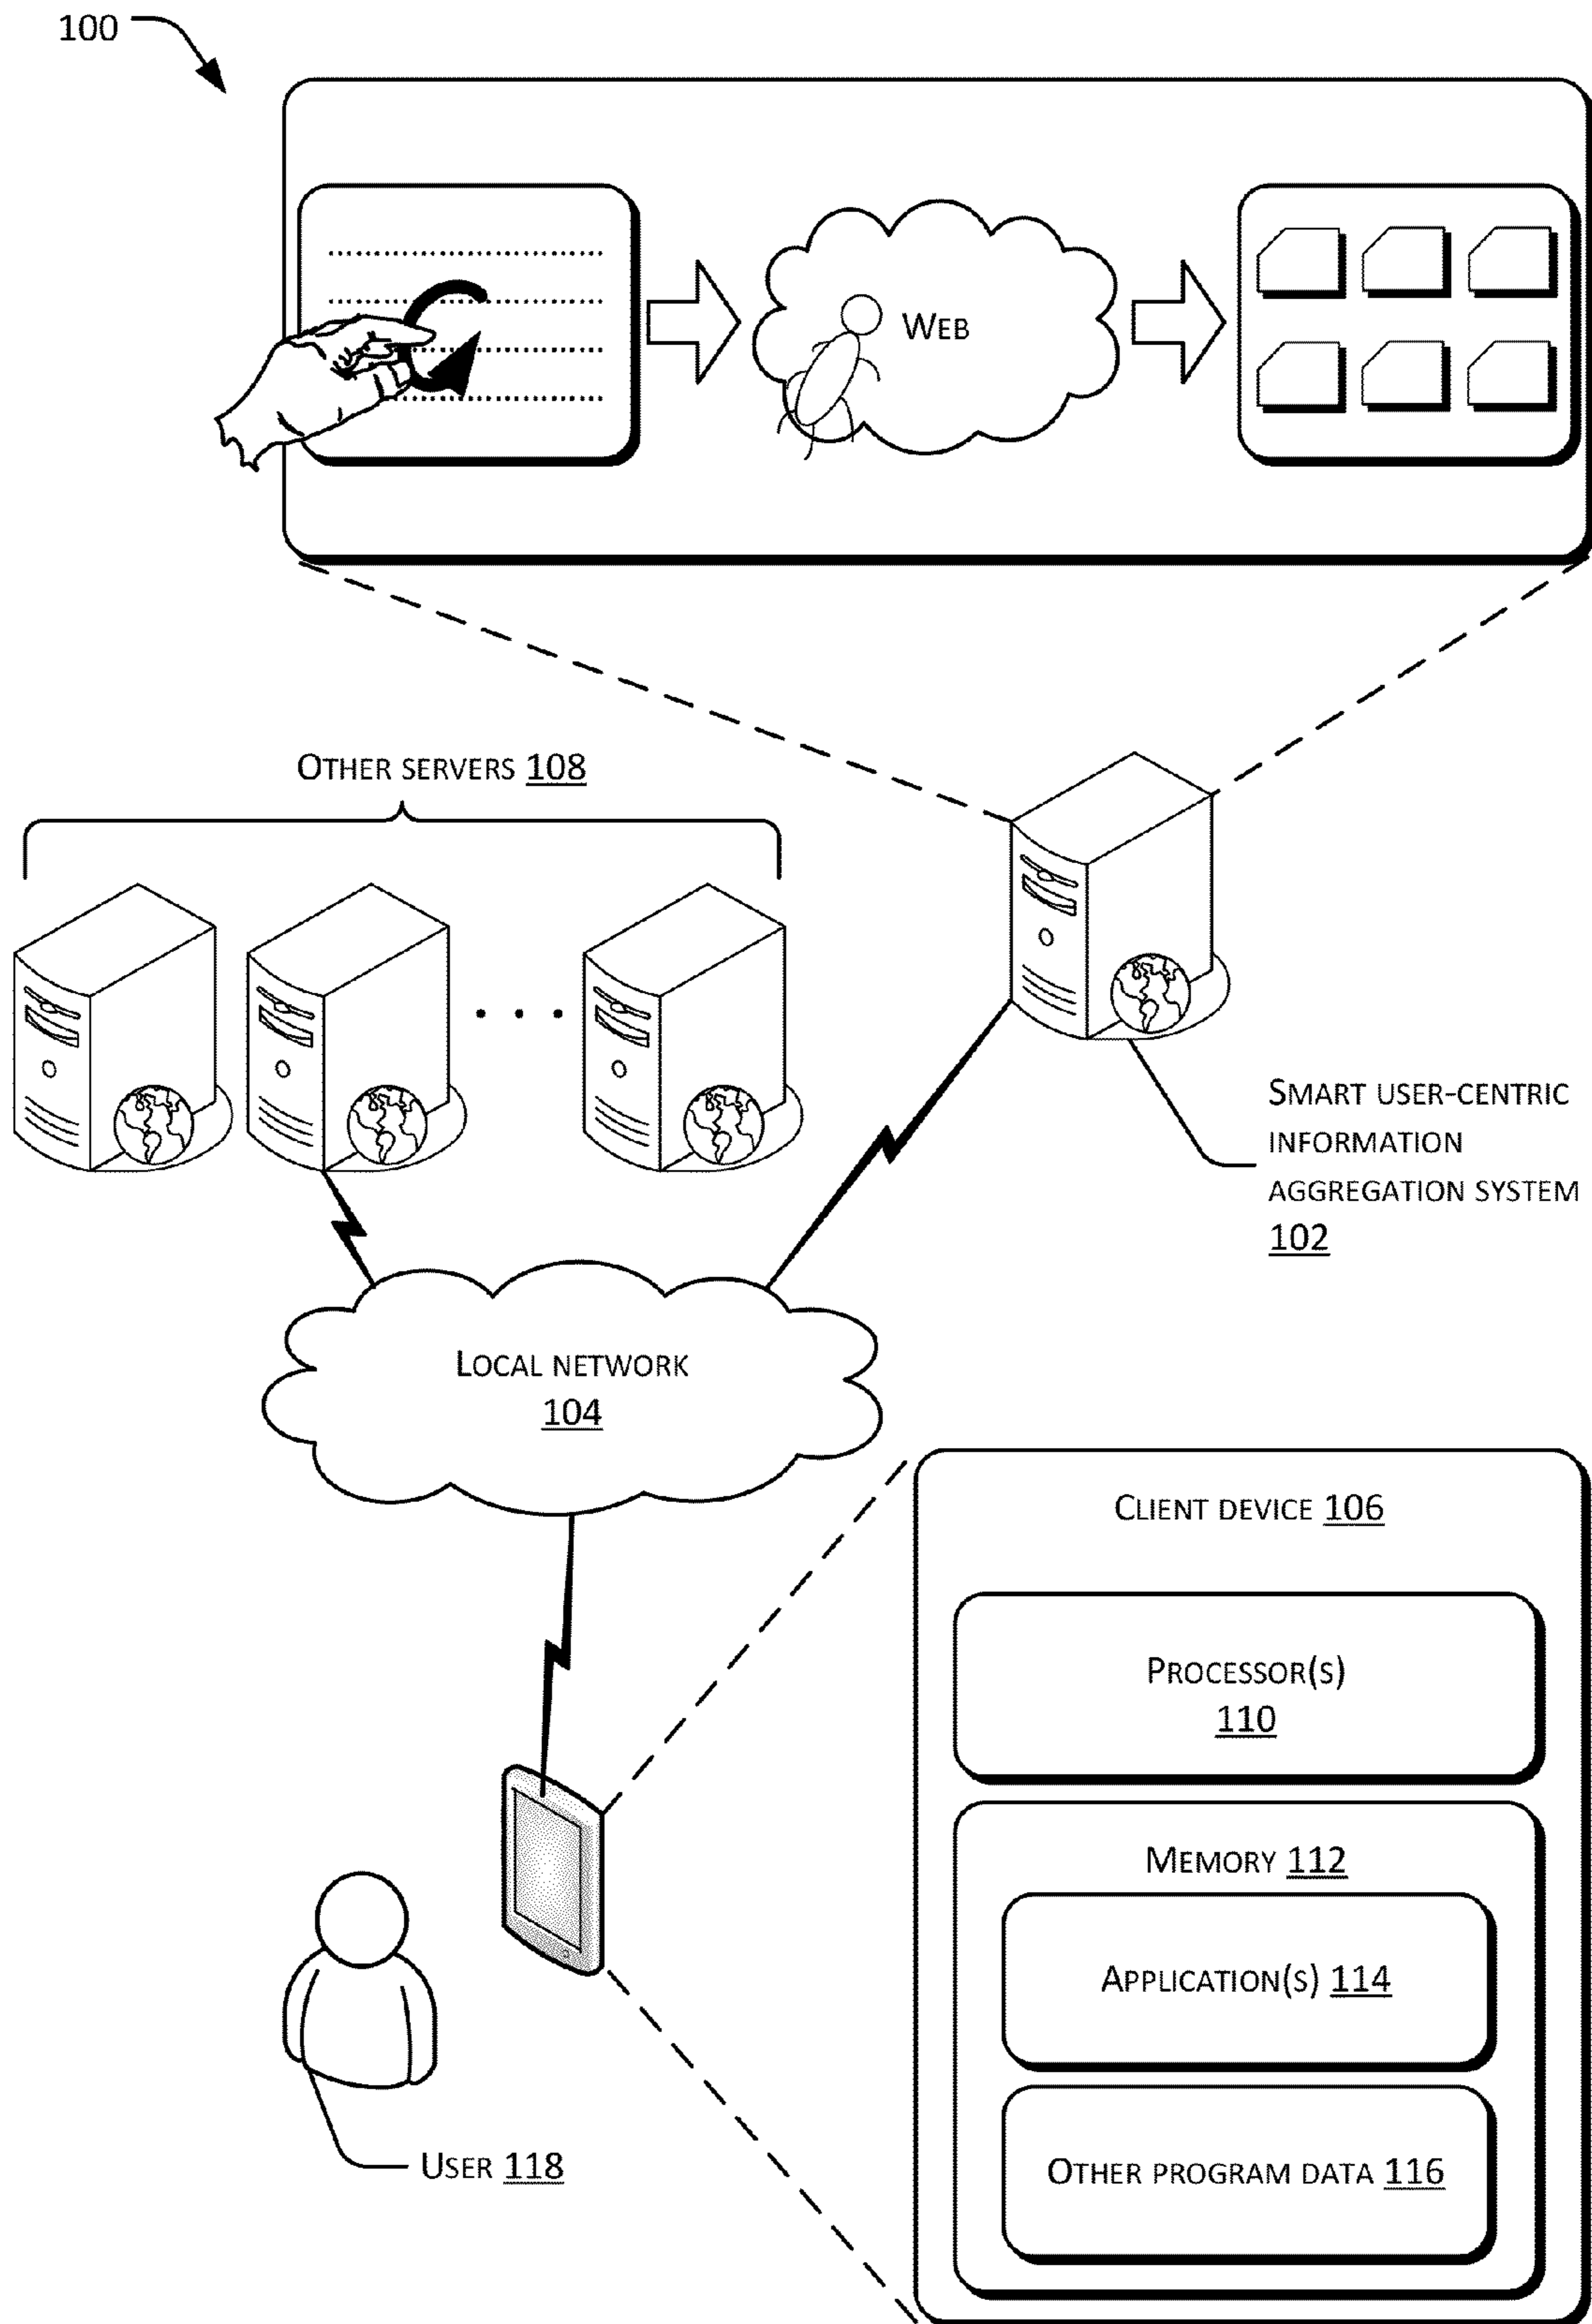 100
WEB
OTHER SERVERS 108
SMART USER-CENTRIC
INFORMATION
AGGREGATION SYSTEM
102
LOCAL NETWORK
104
CLIENT DEVICE 106
PROCESSOR(S)
110
MEMORY 112
APPLICATION(S) 114
OTHER PROGRAM DATA 116
USER 118